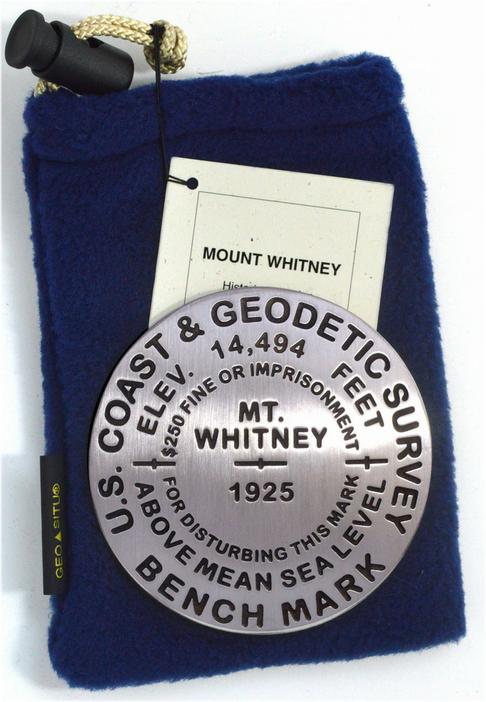 MOUNT WHITNEY
U.S. COAST & GEODETIC SURVEY
BENCH MARK
ELEV. 14,494 FEET
ABOVE MEAN SEA LEVEL
$250 FINE OR IMPRISONMENT
FOR DISTURBING THIS MARK
MT.
WHITNEY
1925
GEO▲SITU®